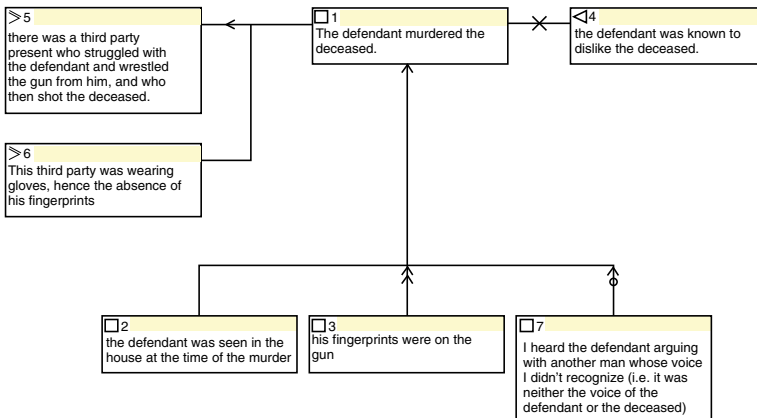 5
there was a third party
present who struggled with
the defendant and wrestled
the gun from him, and who
then shot the deceased.
1
The defendant murdered the
deceased.
4
the defendant was known to
dislike the deceased.
6
This third party was wearing
gloves, hence the absence of
his fingerprints
2
the defendant was seen in the
house at the time of the murder
3
his fingerprints were on the
gun
7
I heard the defendant arguing
with another man whose voice
I didn't recognize (i.e. it was
neither the voice of the
defendant or the deceased)